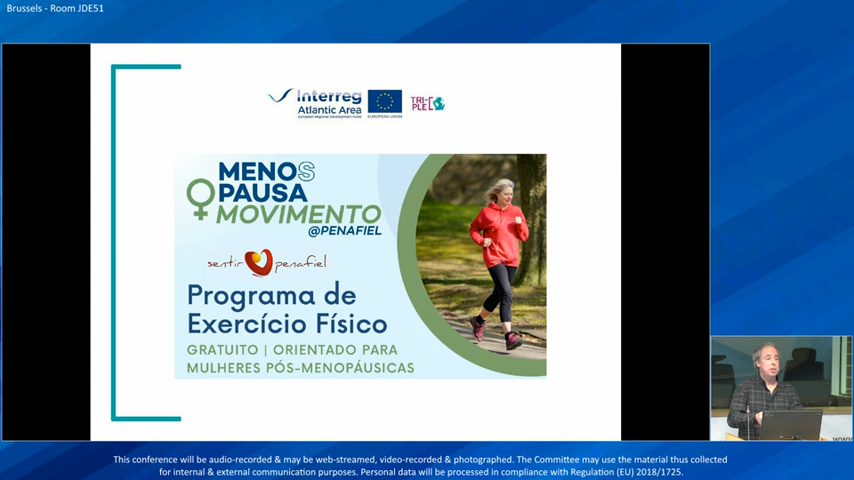 Brussels - Room JDE51
Interreg
Atlantic Area
European Regional Development Fund
EUROPEAN UNION
TRI-
PLE C
MENOS
PAUSA
MOVIMENTO
@PENAFIEL
sentir penafiel
Programa de
Exercício Físico
GRATUITO | ORIENTADO PARA
MULHERES PÓS-MENOPÁUSICAS
www
This conference will be audio-recorded & may be web-streamed, video-recorded & photographed. The Committee may use the material thus collected
for internal & external communication purposes. Personal data will be processed in compliance with Regulation (EU) 2018/1725.